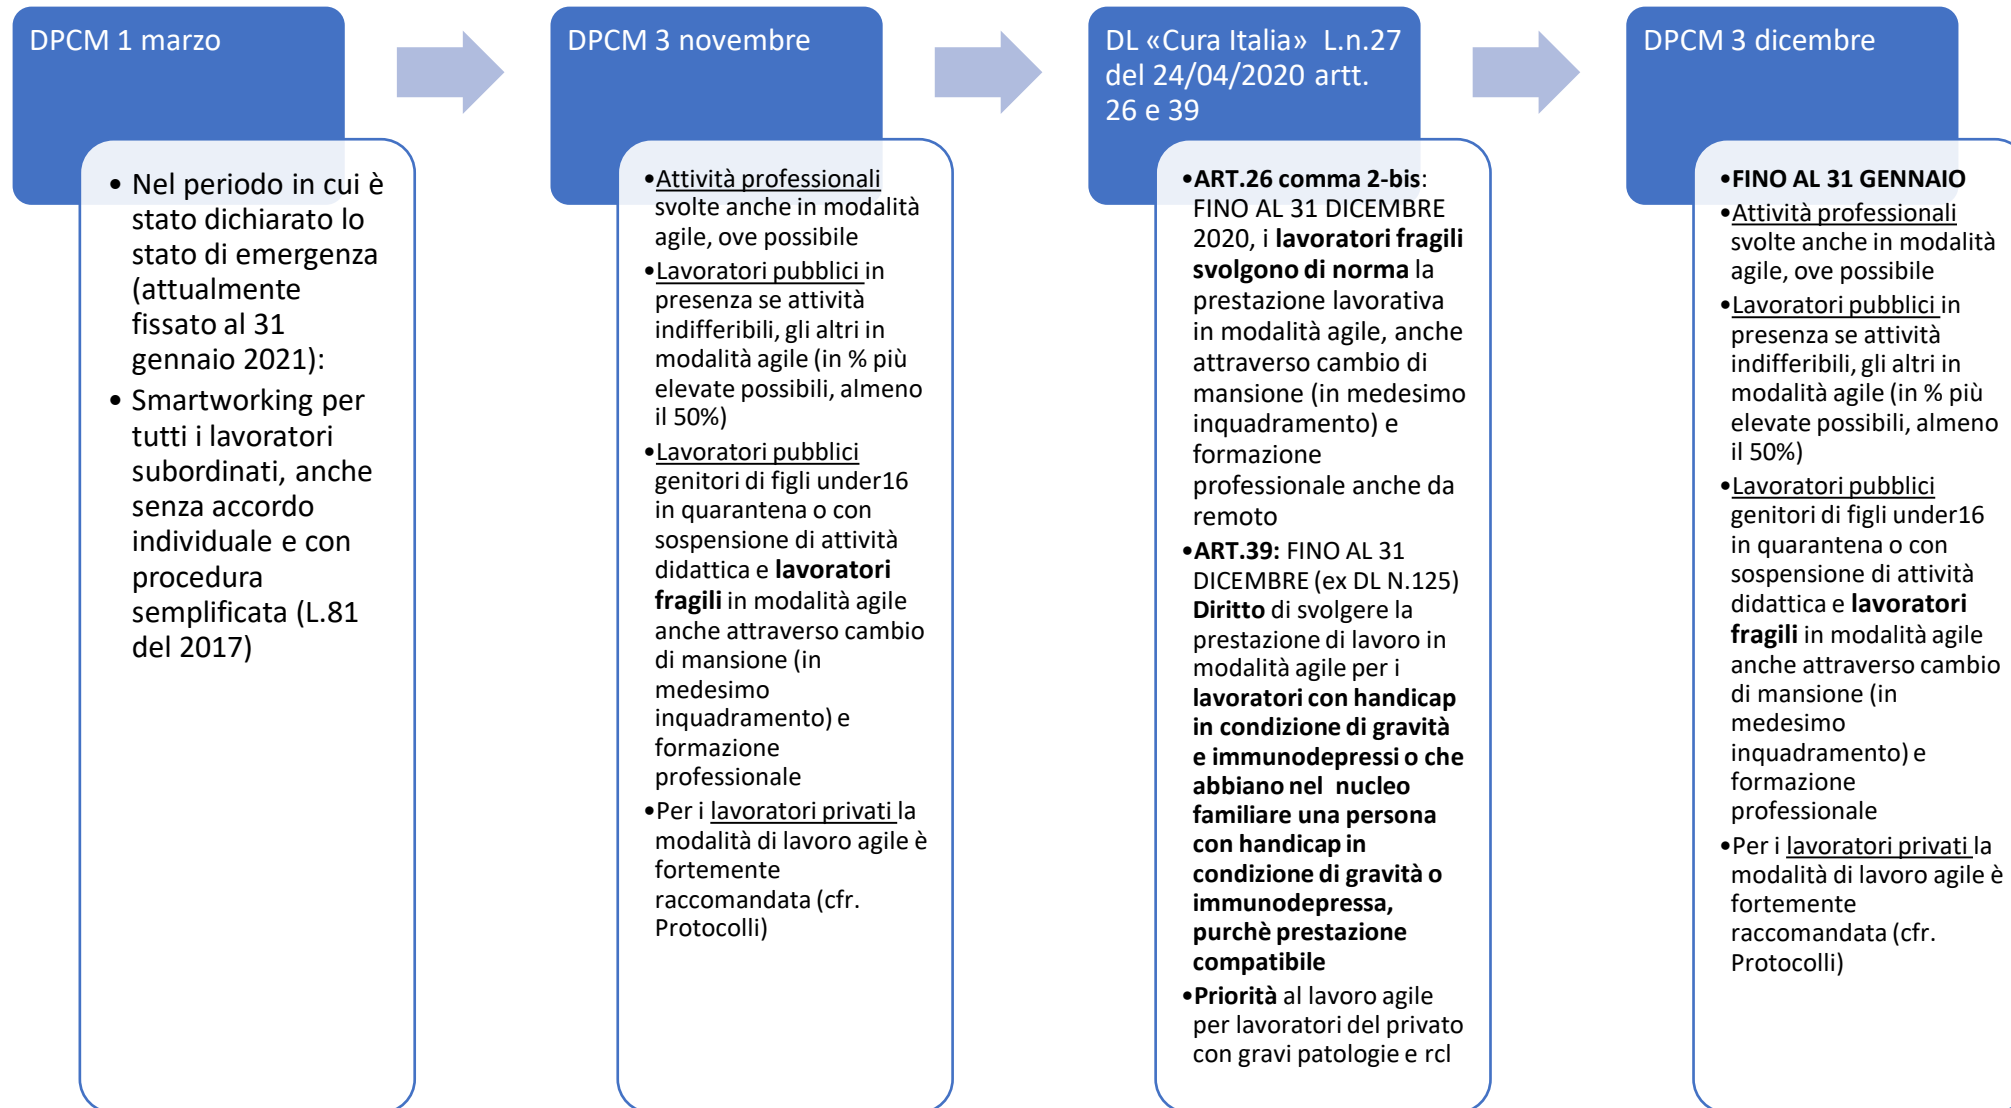 DPCM 1 marzo
• Nel periodo in cui è
stato dichiarato lo
stato di emergenza
(attualmente
fissato al 31
gennaio 2021):
• Smartworking per
tutti i lavoratori
subordinati, anche
senza accordo
individuale e con
procedura
semplificata (L.81
del 2017)
DPCM 3 novembre
•Attività professionali
svolte anche in modalità
agile, ove possibile
•Lavoratori pubblici in
presenza se attività
indifferibili, gli altri in
modalità agile (in % più
elevate possibili, almeno
il 50%)
•Lavoratori pubblici
genitori di figli under16
in quarantena o con
sospensione di attività
didattica e lavoratori
fragili in modalità agile
anche attraverso cambio
di mansione (in
medesimo
inquadramento) e
formazione
professionale
•Per i lavoratori privati la
modalità di lavoro agile è
fortemente
raccomandata (cfr.
Protocolli)
DL «Cura Italia» L.n.27
del 24/04/2020 artt.
26 e 39
•ART.26 comma 2-bis:
FINO AL 31 DICEMBRE
2020, i lavoratori fragili
svolgono di norma la
prestazione lavorativa
in modalità agile, anche
attraverso cambio di
mansione (in medesimo
inquadramento) e
formazione
professionale anche da
remoto
•ART.39: FINO AL 31
DICEMBRE (ex DL N.125)
Diritto di svolgere la
prestazione di lavoro in
modalità agile per i
lavoratori con handicap
in condizione di gravità
e immunodepressi o che
abbiano nel nucleo
familiare una persona
con handicap in
condizione di gravità o
immunodepressa,
purchè prestazione
compatibile
•Priorità al lavoro agile
per lavoratori del privato
con gravi patologie e rcl
DPCM 3 dicembre
•FINO AL 31 GENNAIO
•Attività professionali
svolte anche in modalità
agile, ove possibile
•Lavoratori pubblici in
presenza se attività
indifferibili, gli altri in
modalità agile (in % più
elevate possibili, almeno
il 50%)
•Lavoratori pubblici
genitori di figli under16
in quarantena o con
sospensione di attività
didattica e lavoratori
fragili in modalità agile
anche attraverso cambio
di mansione (in
medesimo
inquadramento) e
formazione
professionale
•Per i lavoratori privati la
modalità di lavoro agile è
fortemente
raccomandata (cfr.
Protocolli)